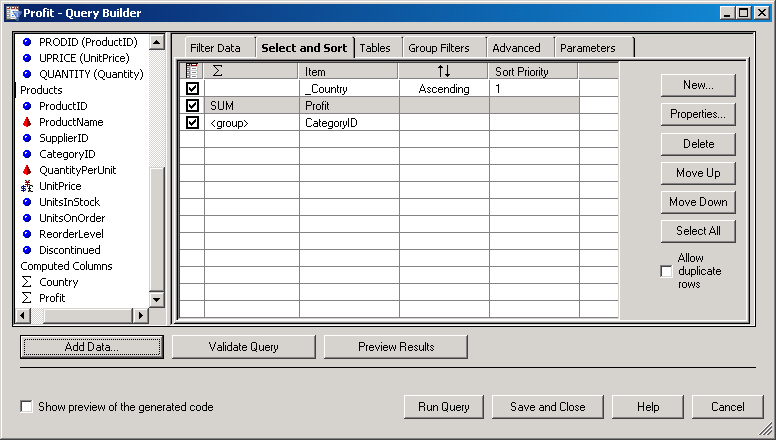 Profit - Query Builder
PRODID (ProductID)
UPRICE (UnitPrice)
QUANTITY (Quantity)
Products
ProductID
ProductName
SupplierID
CategoryID
QuantityPerUnit
UnitPrice
UnitsInStock
UnitsOnOrder
ReorderLevel
Discontinued
Computed Columns
Σ Country
Σ Profit
Filter Data Select and Sort Tables Group Filters Advanced Parameters
Σ Item ↑↓ Sort Priority
_Country Ascending 1
SUM Profit
<group> CategoryID
New...
Properties...
Delete
Move Up
Move Down
Select All
Allow
duplicate
rows
Add Data... Validate Query Preview Results
Show preview of the generated code
Run Query Save and Close Help Cancel